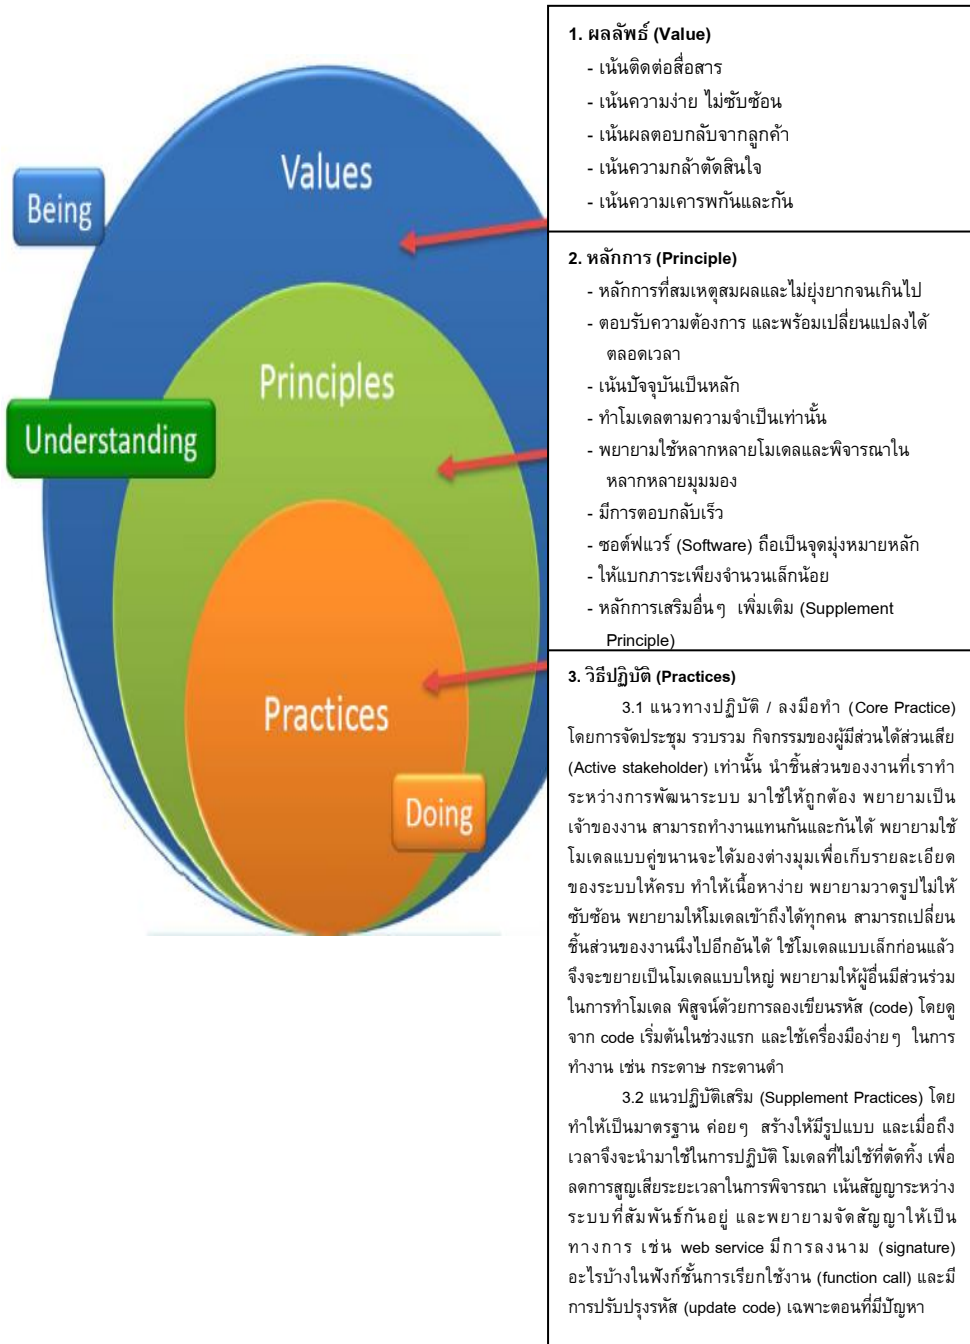 Values
Being
Principles
Understanding
Practices
Doing
1. ผลลัพธ์ (Value)
- เน้นติดต่อสื่อสาร
- เน้นความง่าย ไม่ซับซ้อน
- เน้นผลตอบกลับจากลูกค้า
- เน้นความกล้าตัดสินใจ
- เน้นความเคารพกันและกัน
2. หลักการ (Principle)
- หลักการที่สมเหตุสมผลและไม่ยุ่งยากจนเกินไป
- ตอบรับความต้องการ และพร้อมเปลี่ยนแปลงได้
ตลอดเวลา
- เน้นปัจจุบันเป็นหลัก
- ทำโมเดลตามความจำเป็นเท่านั้น
- พยายามใช้หลากหลายโมเดลและพิจารณาใน
หลากหลายมุมมอง
- มีการตอบกลับเร็ว
- ซอต์ฟแวร์ (Software) ถือเป็นจุดมุ่งหมายหลัก
- ให้แบกภาระเพียงจำนวนเล็กน้อย
- หลักการเสริมอื่นๆ เพิ่มเติม (Supplement
Principle)
3. วิธีปฏิบัติ (Practices)
3.1 แนวทางปฏิบัติ / ลงมือทำ (Core Practice)
โดยการจัดประชุม รวบรวม กิจกรรมของผู้มีส่วนได้ส่วนเสีย
(Active stakeholder) เท่านั้น นำชิ้นส่วนของงานที่เราทำ
ระหว่างการพัฒนาระบบ มาใช้ให้ถูกต้อง พยายามเป็น
เจ้าของงาน สามารถทำงานแทนกันและกันได้ พยายามใช้
โมเดลแบบคู่ขนานจะได้มองต่างมุมเพื่อเก็บรายละเอียด
ของระบบให้ครบ ทำให้เนื้อหาง่าย พยายามวาดรูปไม่ให้
ซับซ้อน พยายามให้โมเดลเข้าถึงได้ทุกคน สามารถเปลี่ยน
ชิ้นส่วนของงานนึงไปอีกอันได้ ใช้โมเดลแบบเล็กก่อนแล้ว
จึงจะขยายเป็นโมเดลแบบใหญ่ พยายามให้ผู้อื่นมีส่วนร่วม
ในการทำโมเดล พิสูจน์ด้วยการลองเขียนรหัส (code) โดยดู
จาก code เริ่มต้นในช่วงแรก และใช้เครื่องมือง่ายๆ ในการ
ทำงาน เช่น กระดาษ กระดานดำ
3.2 แนวปฏิบัติเสริม (Supplement Practices) โดย
ทำให้เป็นมาตรฐาน ค่อยๆ สร้างให้มีรูปแบบ และเมื่อถึง
เวลาจึงจะนำมาใช้ในการปฏิบัติ โมเดลที่ไม่ใช้ที่ตัดทิ้ง เพื่อ
ลดการสูญเสียระยะเวลาในการพิจารณา เน้นสัญญาระหว่าง
ระบบที่สัมพันธ์กันอยู่ และพยายามจัดสัญญาให้เป็น
ทางการ เช่น web service มีการลงนาม (signature)
อะไรบ้างในฟังก์ชั้นการเรียกใช้งาน (function call) และมี
การปรับปรุงรหัส (update code) เฉพาะตอนที่มีปัญหา